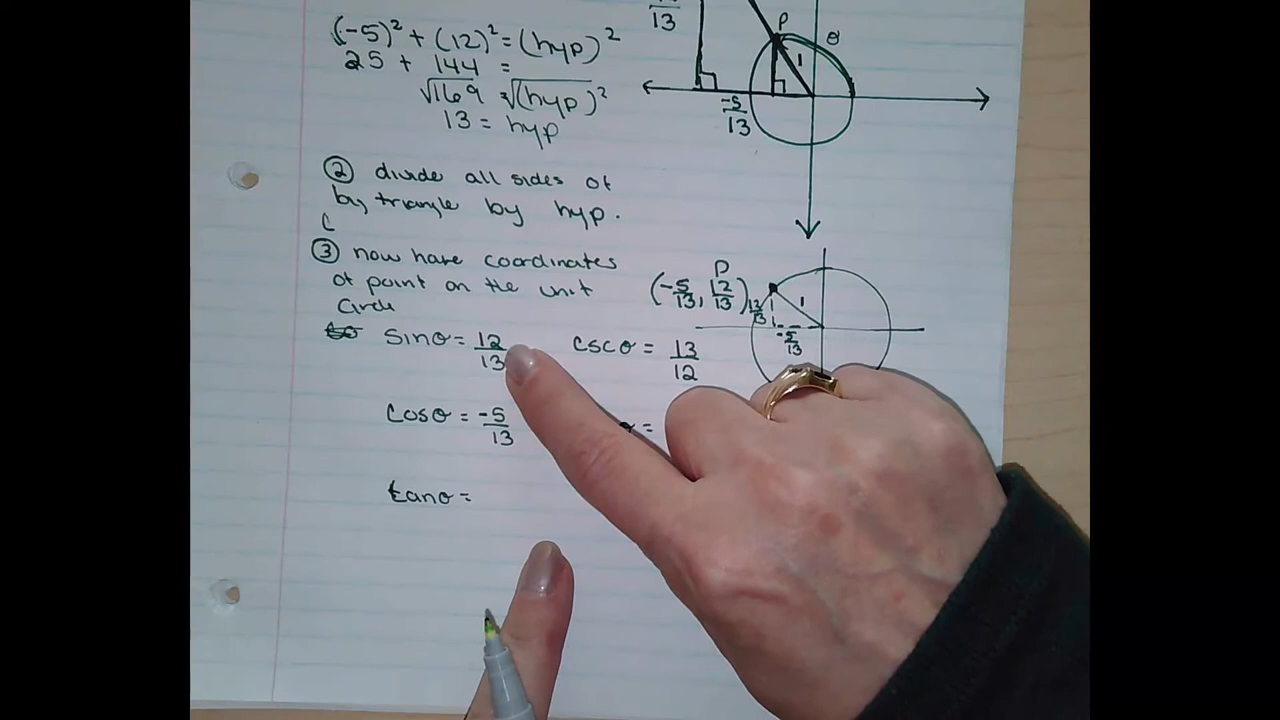 (-5)² + (12)² = (hyp)²
25 + 144 =
√169 = √(hyp)²
13 = hyp
② divide all sides of
big triangle by hyp.
③ now have coordinates
of point on the unit
circle
sinθ = 12/13 cscθ = 13/12
cosθ = -5/13 =
tanθ =
13
P
θ
1
-5/13
P
(-5/13, 12/13)
12/13
1
-5/13